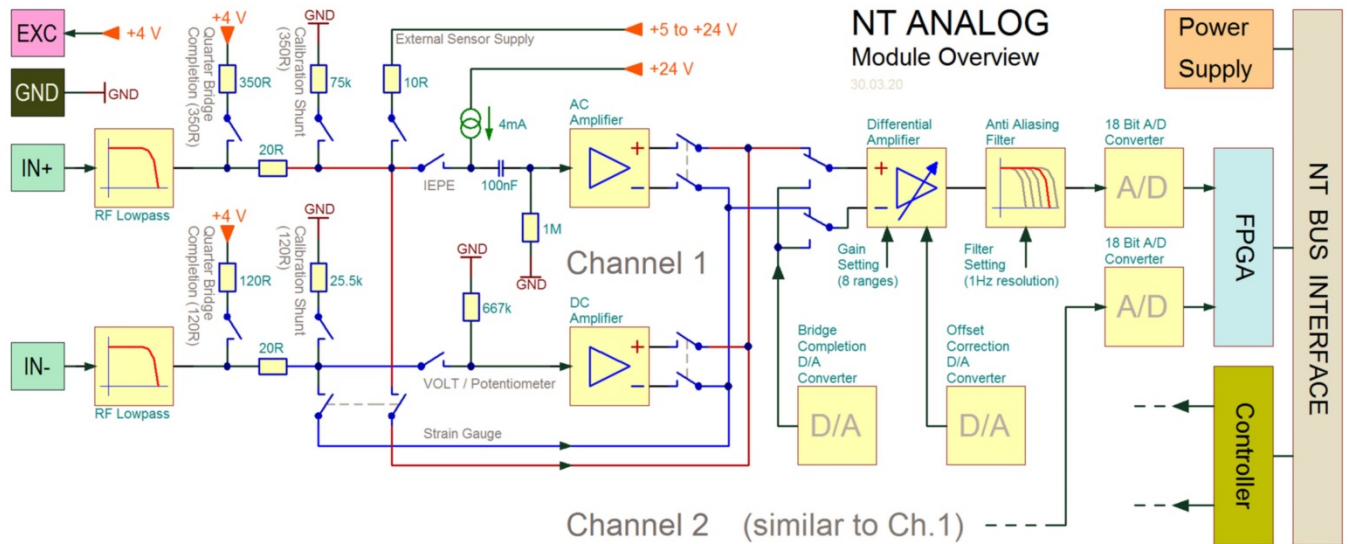 NT ANALOG
Module Overview
30.03.20
EXC
+4 V
GND
GND
IN+
RF Lowpass
+4 V
Quarter Bridge
Completion (350R)
350R
20R
GND
Calibration Shunt
(350R)
75k
External Sensor Supply
10R
+5 to +24 V
+24 V
4mA
IEPE
100nF
1M
GND
AC
Amplifier
+
−
Channel 1
IN-
RF Lowpass
+4 V
Quarter Bridge
Completion (120R)
120R
20R
GND
Calibration Shunt
(120R)
25.5k
GND
667k
VOLT / Potentiometer
Strain Gauge
DC
Amplifier
+
−
Differential
Amplifier
+
−
Gain
Setting
(8 ranges)
Anti Aliasing
Filter
Filter
Setting
(1Hz resolution)
Bridge
Completion
D/A
Converter
D/A
Offset
Correction
D/A
Converter
D/A
18 Bit A/D
Converter
A/D
18 Bit A/D
Converter
A/D
Power
Supply
FPGA
Controller
NT BUS INTERFACE
Channel 2 (similar to Ch.1)